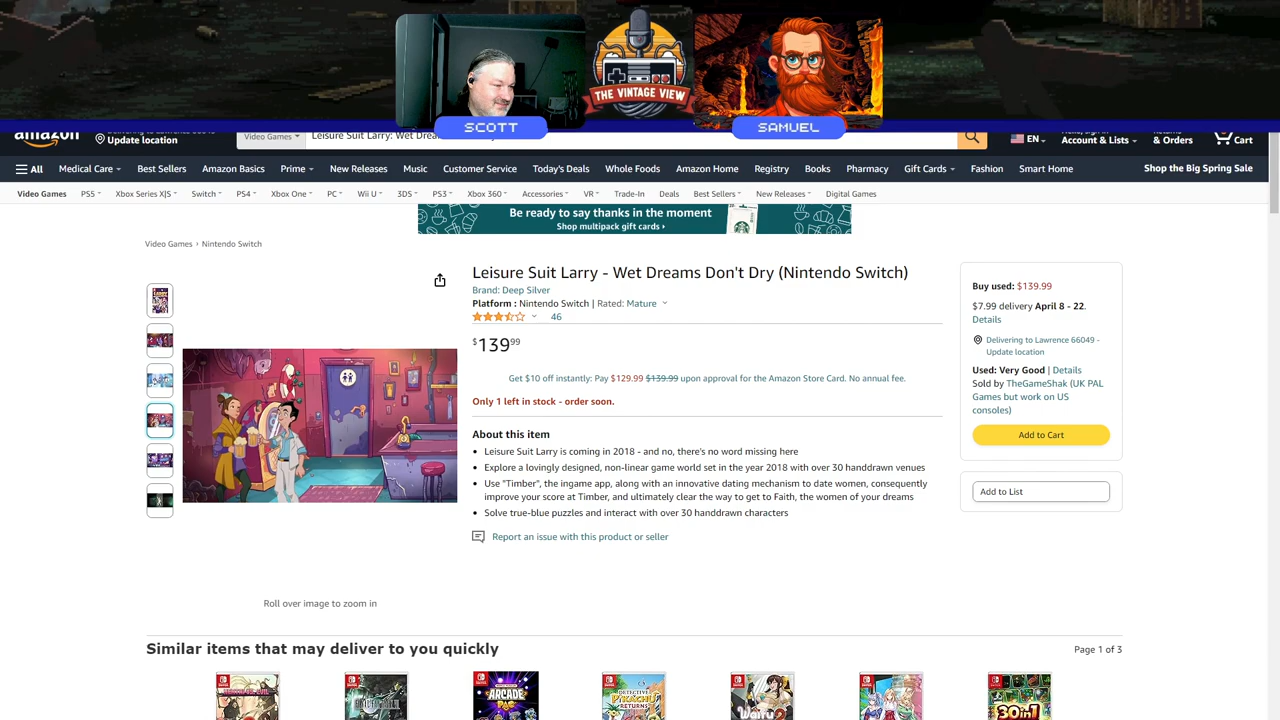 THE VINTAGE VIEW
SCOTT
SAMUEL
amazon
Update location
Video Games
Leisure Suit Larry: Wet
EN
Account & Lists
& Orders
Cart
All
Medical Care
Best Sellers
Amazon Basics
Prime
New Releases
Music
Customer Service
Today's Deals
Whole Foods
Amazon Home
Registry
Books
Pharmacy
Gift Cards
Fashion
Smart Home
Shop the Big Spring Sale
Video Games
PS5
Xbox Series X|S
Switch
PS4
Xbox One
PC
Wii U
3DS
PS3
Xbox 360
Accessories
VR
Trade-In
Deals
Best Sellers
New Releases
Digital Games
Be ready to say thanks in the moment
Shop multipack gift cards ›
Video Games › Nintendo Switch
Leisure Suit Larry - Wet Dreams Don't Dry (Nintendo Switch)
Brand: Deep Silver
Platform : Nintendo Switch | Rated: Mature
46
$139.99
Get $10 off instantly: Pay $129.99 $139.99 upon approval for the Amazon Store Card. No annual fee.
Only 1 left in stock - order soon.
About this item
• Leisure Suit Larry is coming in 2018 - and no, there's no word missing here
• Explore a lovingly designed, non-linear game world set in the year 2018 with over 30 handdrawn venues
• Use "Timber", the ingame app, along with an innovative dating mechanism to date women, consequently
improve your score at Timber, and ultimately clear the way to get to Faith, the women of your dreams
• Solve true-blue puzzles and interact with over 30 handdrawn characters
Report an issue with this product or seller
Roll over image to zoom in
Buy used: $139.99
$7.99 delivery April 8 - 22.
Details
Delivering to Lawrence 66049 -
Update location
Used: Very Good | Details
Sold by TheGameShak (UK PAL
Games but work on US
consoles)
Add to Cart
Add to List
Similar items that may deliver to you quickly
Page 1 of 3
ARCADE
RETURNS
30in1